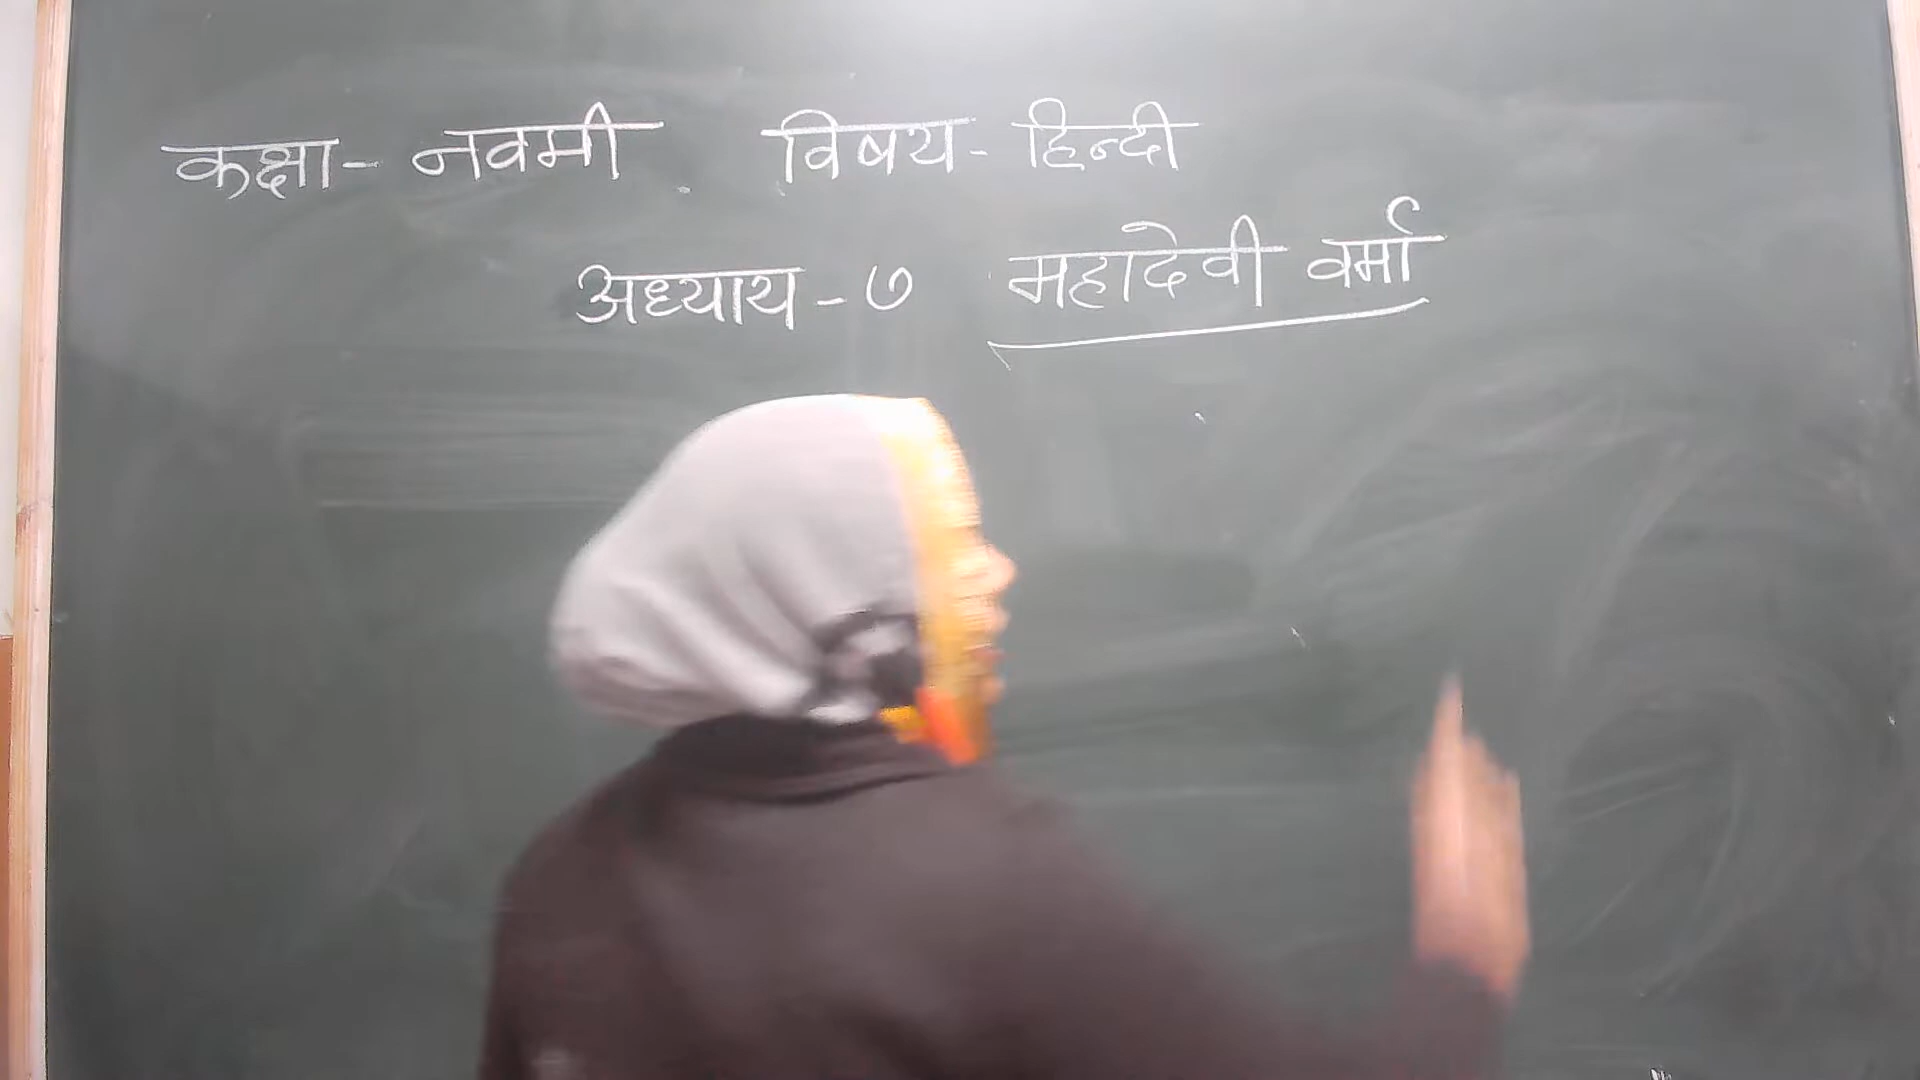 कक्षा- नवमी विषय- हिन्दी
अध्याय - ७ महादेवी वर्मा